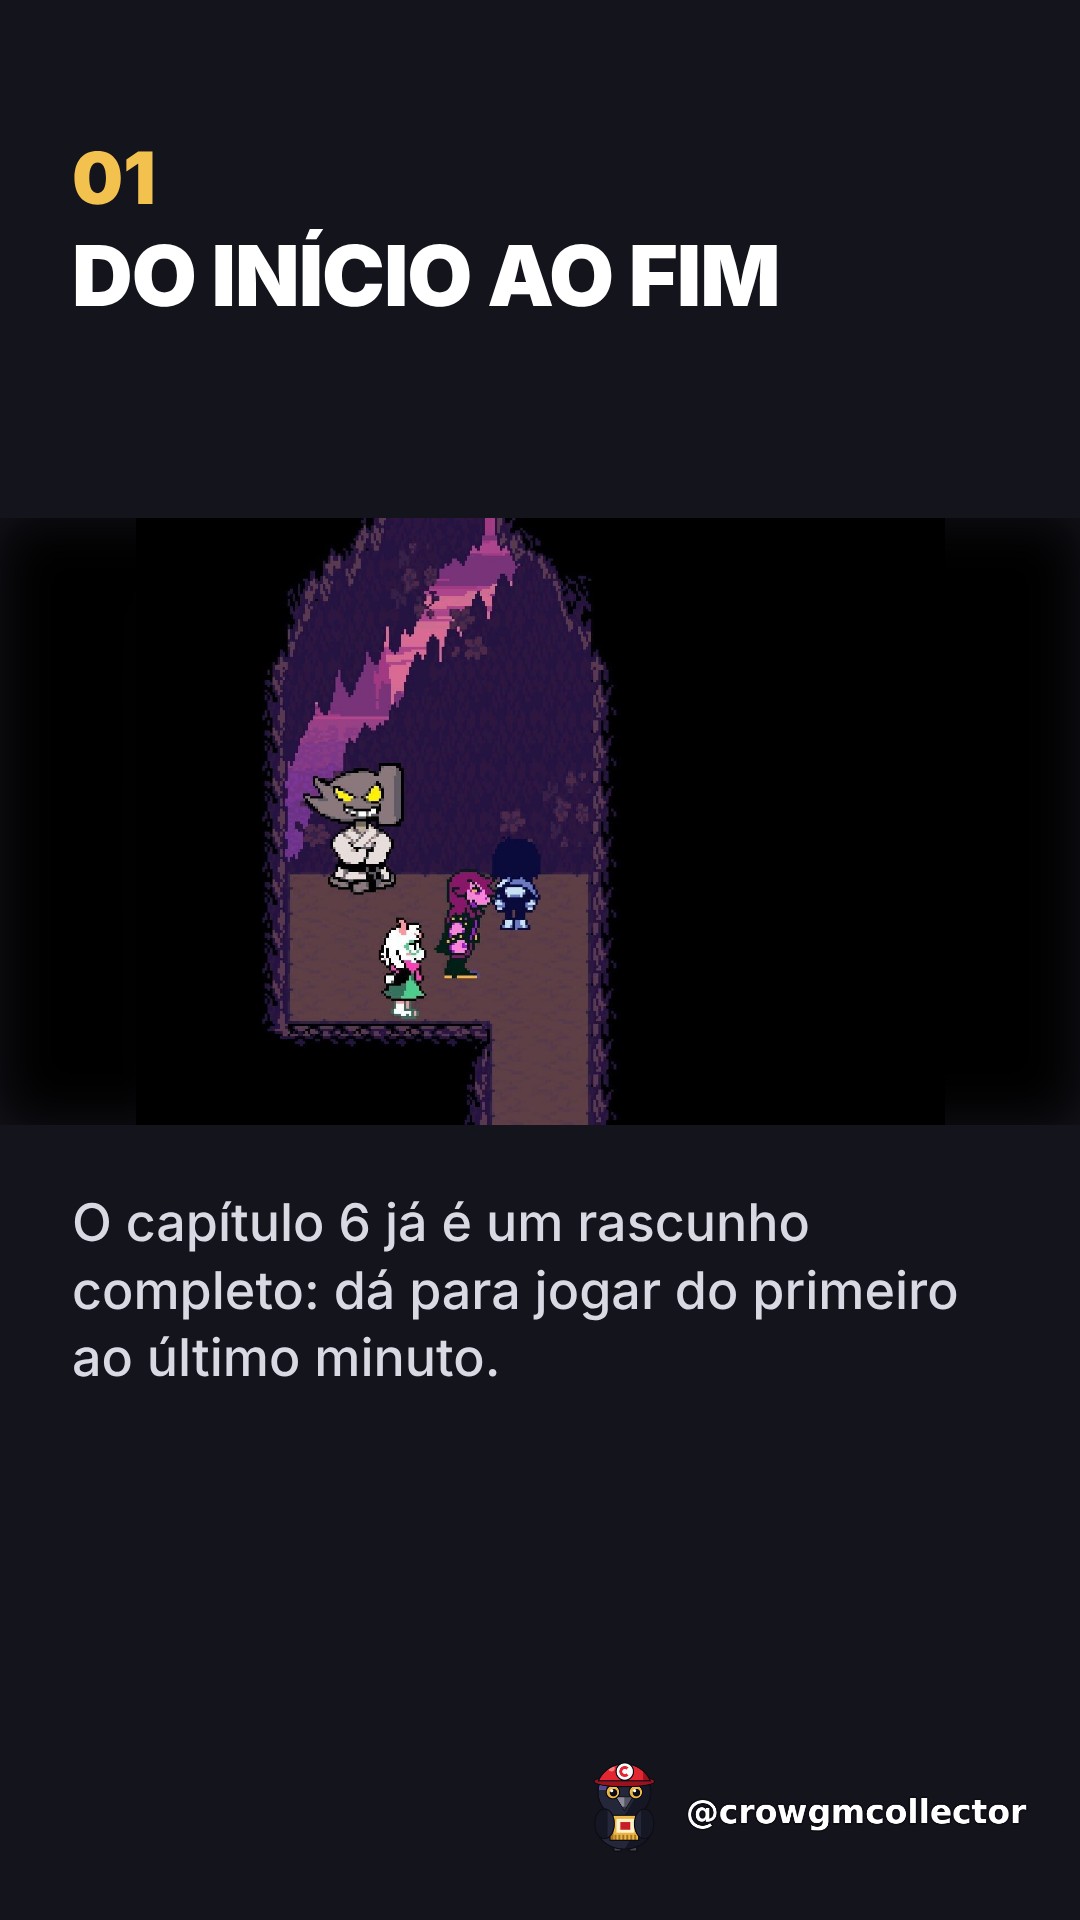 01
DO INÍCIO AO FIM
O capítulo 6 já é um rascunho
completo: dá para jogar do primeiro
ao último minuto.
C
@crowgmcollector